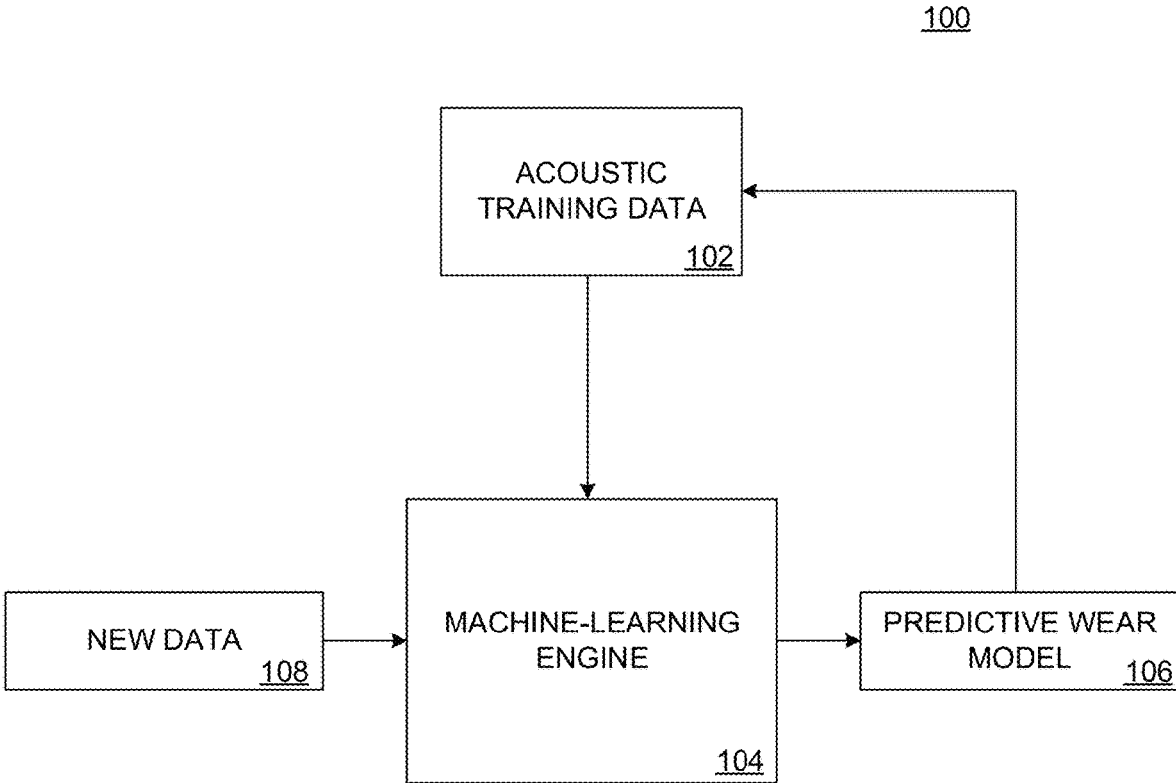 100
ACOUSTIC
TRAINING DATA
102
MACHINE-LEARNING
ENGINE
104
NEW DATA
108
PREDICTIVE WEAR
MODEL
106